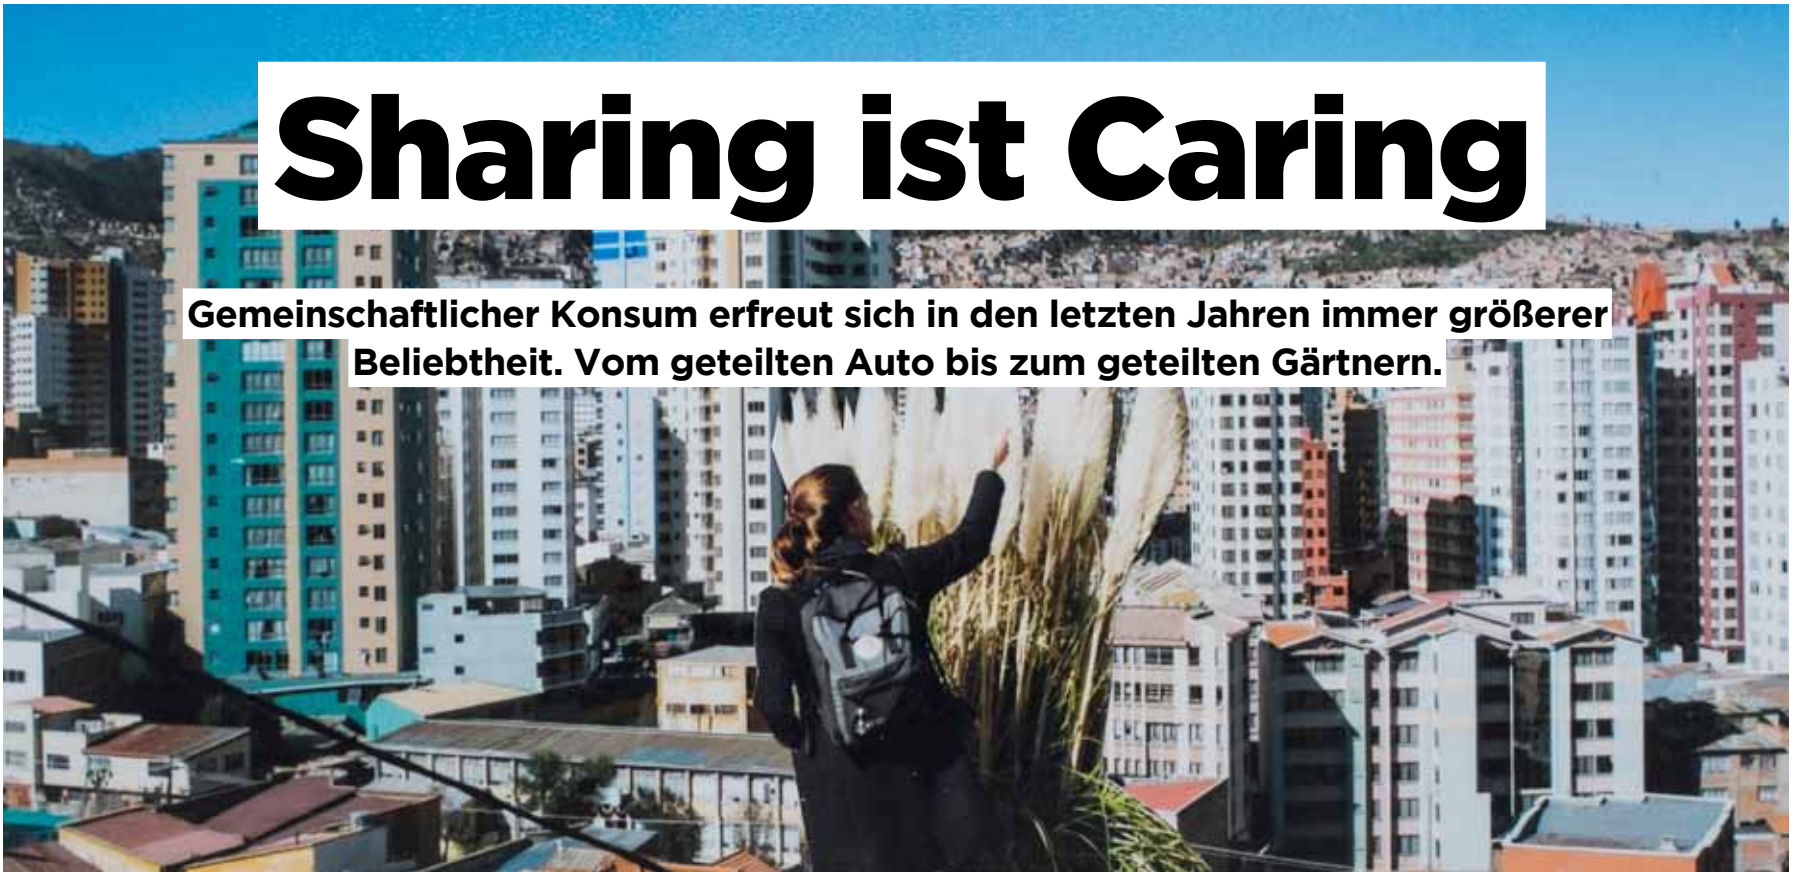 Sharing ist Caring
Gemeinschaftlicher Konsum erfreut sich in den letzten Jahren immer größerer
Beliebtheit. Vom geteilten Auto bis zum geteilten Gärtnern.